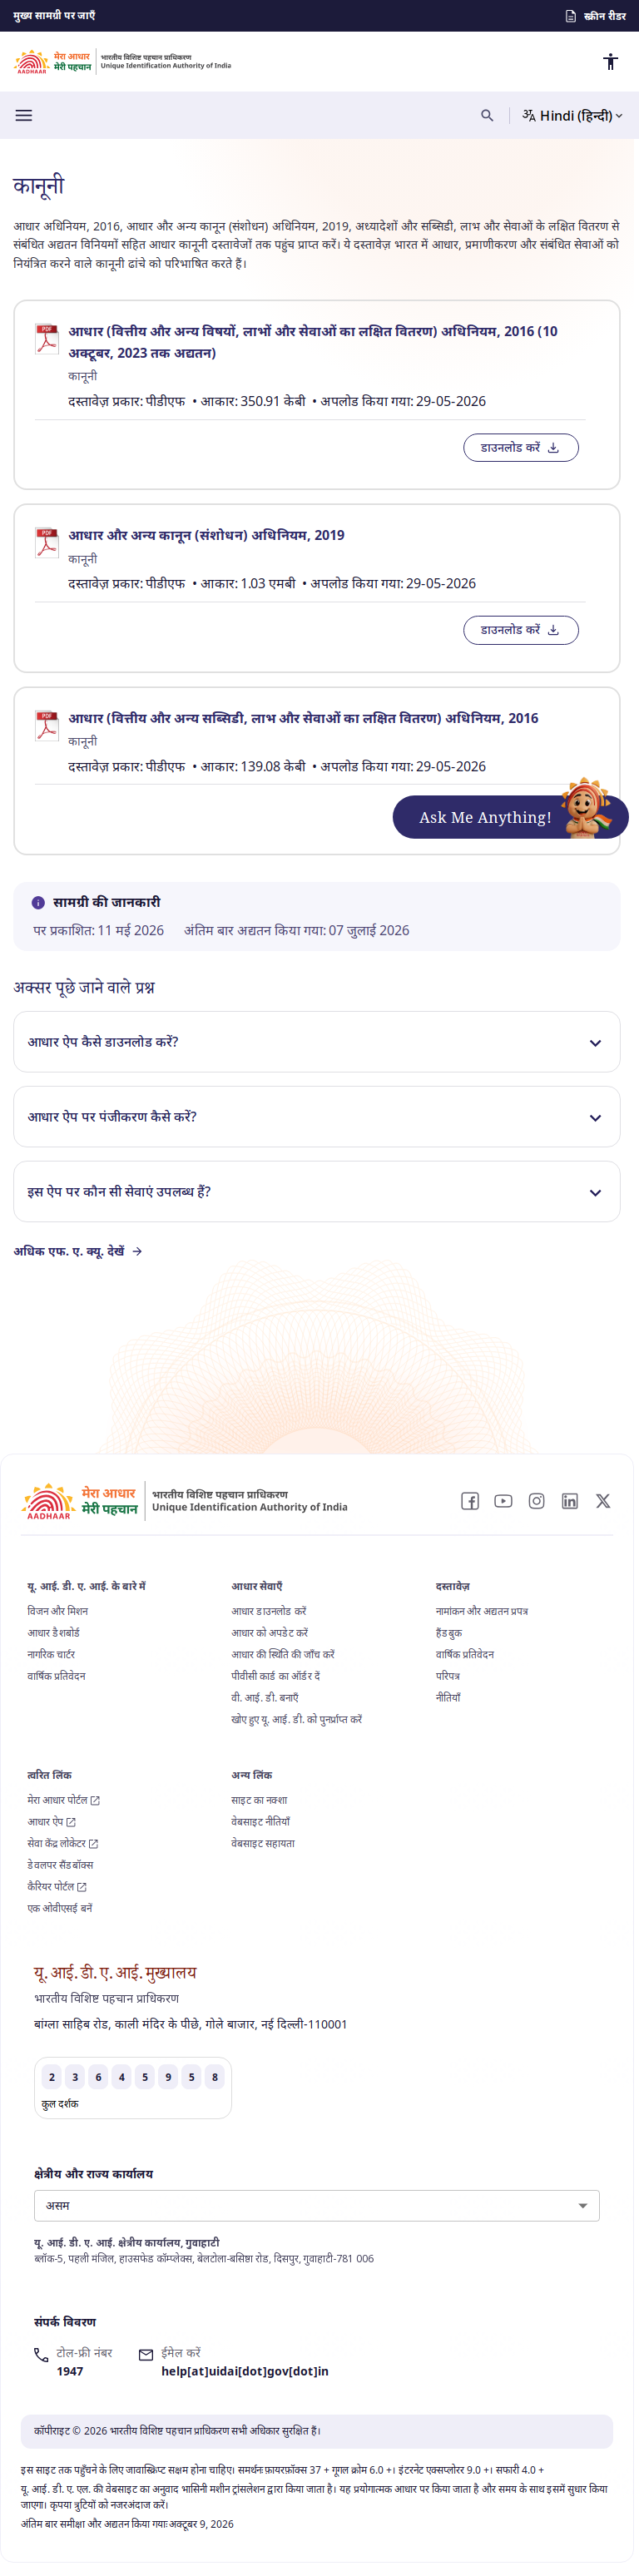 मुख्य सामग्री पर जाएँ
स्क्रीन रीडर
AADHAAR
मेरा आधार
मेरी पहचान
भारतीय विशिष्ट पहचान प्राधिकरण
Unique Identification Authority of India
Hindi (हिन्दी)
कानूनी
आधार अधिनियम, 2016, आधार और अन्य कानून (संशोधन) अधिनियम, 2019, अध्यादेशों और सब्सिडी, लाभ और सेवाओं के लक्षित वितरण से
संबंधित अद्यतन विनियमों सहित आधार कानूनी दस्तावेजों तक पहुंच प्राप्त करें। ये दस्तावेज़ भारत में आधार, प्रमाणीकरण और संबंधित सेवाओं को
नियंत्रित करने वाले कानूनी ढांचे को परिभाषित करते हैं।
PDF
आधार (वित्तीय और अन्य विषयों, लाभों और सेवाओं का लक्षित वितरण) अधिनियम, 2016 (10
अक्टूबर, 2023 तक अद्यतन)
कानूनी
दस्तावेज़ प्रकार: पीडीएफ • आकार: 350.91 केबी • अपलोड किया गया: 29-05-2026
डाउनलोड करें
PDF
आधार और अन्य कानून (संशोधन) अधिनियम, 2019
कानूनी
दस्तावेज़ प्रकार: पीडीएफ • आकार: 1.03 एमबी • अपलोड किया गया: 29-05-2026
डाउनलोड करें
PDF
आधार (वित्तीय और अन्य सब्सिडी, लाभ और सेवाओं का लक्षित वितरण) अधिनियम, 2016
कानूनी
दस्तावेज़ प्रकार: पीडीएफ • आकार: 139.08 केबी • अपलोड किया गया: 29-05-2026
Ask Me Anything!
सामग्री की जानकारी
पर प्रकाशित: 11 मई 2026 अंतिम बार अद्यतन किया गया: 07 जुलाई 2026
अक्सर पूछे जाने वाले प्रश्न
आधार ऐप कैसे डाउनलोड करें?
आधार ऐप पर पंजीकरण कैसे करें?
इस ऐप पर कौन सी सेवाएं उपलब्ध हैं?
अधिक एफ. ए. क्यू. देखें
AADHAAR
मेरा आधार
मेरी पहचान
भारतीय विशिष्ट पहचान प्राधिकरण
Unique Identification Authority of India
यू. आई. डी. ए. आई. के बारे में
विजन और मिशन
आधार डैशबोर्ड
नागरिक चार्टर
वार्षिक प्रतिवेदन
आधार सेवाएँ
आधार डाउनलोड करें
आधार को अपडेट करें
आधार की स्थिति की जाँच करें
पीवीसी कार्ड का ऑर्डर दें
वी. आई. डी. बनाएँ
खोए हुए यू. आई. डी. को पुनर्प्राप्त करें
दस्तावेज़
नामांकन और अद्यतन प्रपत्र
हैंडबुक
वार्षिक प्रतिवेदन
परिपत्र
नीतियाँ
त्वरित लिंक
मेरा आधार पोर्टल
आधार ऐप
सेवा केंद्र लोकेटर
डेवलपर सैंडबॉक्स
कैरियर पोर्टल
एक ओवीएसई बनें
अन्य लिंक
साइट का नक्शा
वेबसाइट नीतियाँ
वेबसाइट सहायता
यू. आई. डी. ए. आई. मुख्यालय
भारतीय विशिष्ट पहचान प्राधिकरण
बांग्ला साहिब रोड, काली मंदिर के पीछे, गोले बाजार, नई दिल्ली-110001
2 3 6 4 5 9 5 8
कुल दर्शक
क्षेत्रीय और राज्य कार्यालय
असम
यू. आई. डी. ए. आई. क्षेत्रीय कार्यालय, गुवाहाटी
ब्लॉक-5, पहली मंजिल, हाउसफेड कॉम्प्लेक्स, बेलटोला-बसिष्ठा रोड, दिसपुर, गुवाहाटी-781 006
संपर्क विवरण
टोल-फ्री नंबर
1947
ईमेल करें
help[at]uidai[dot]gov[dot]in
कॉपीराइट © 2026 भारतीय विशिष्ट पहचान प्राधिकरण सभी अधिकार सुरक्षित हैं।
इस साइट तक पहुँचने के लिए जावास्क्रिप्ट सक्षम होना चाहिए। समर्थनः फ़ायरफ़ॉक्स 37 + गूगल क्रोम 6.0 +। इंटरनेट एक्सप्लोरर 9.0 +। सफारी 4.0 +
यू. आई. डी. ए. एल. की वेबसाइट का अनुवाद भासिनी मशीन ट्रांसलेशन द्वारा किया जाता है। यह प्रयोगात्मक आधार पर किया जाता है और समय के साथ इसमें सुधार किया
जाएगा। कृपया त्रुटियों को नजरअंदाज करें।
अंतिम बार समीक्षा और अद्यतन किया गयाः अक्टूबर 9, 2026